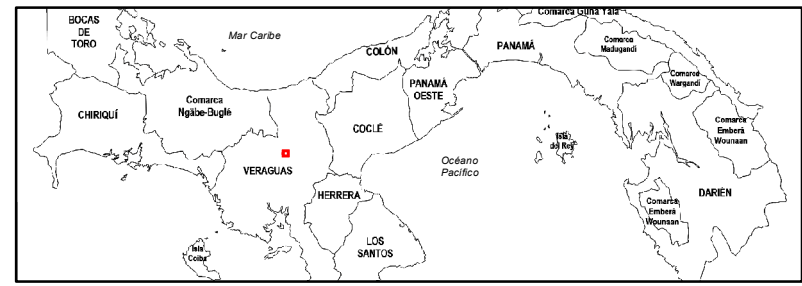 BOCAS
DE
TORO
Mar Caribe
COLÓN
PANAMÁ
Comarca Guna Yala
Comarca
Madugandi
Comarca
Wargandi
CHIRIQUÍ
Comarca
Ngäbe-Buglé
COCLÉ
PANAMÁ
OESTE
Isla
del Rey
Comarca
Emberá
Wounaan
VERAGUAS
Océano
Pacífico
HERRERA
DARIÉN
Comarca
Emberá
Wounaan
LOS
SANTOS
Isla
Coiba